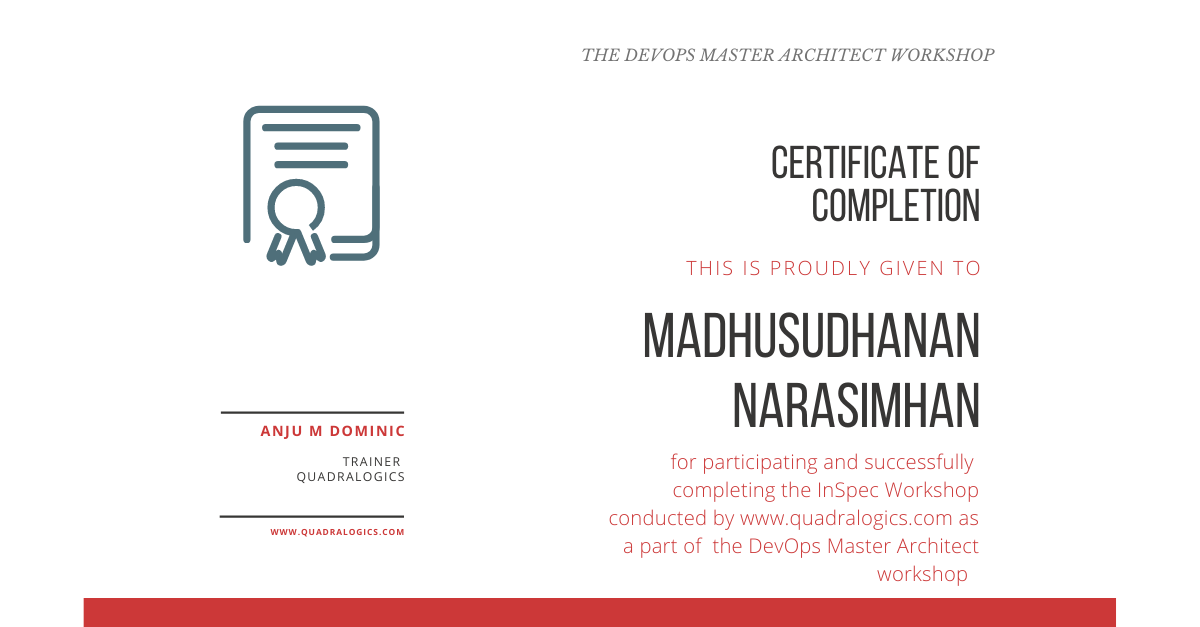 THE DEVOPS MASTER ARCHITECT WORKSHOP
CERTIFICATE OF
COMPLETION
THIS IS PROUDLY GIVEN TO
MADHUSUDHANAN
NARASIMHAN
for participating and successfully
completing the InSpec Workshop
conducted by www.quadralogics.com as
a part of the DevOps Master Architect
workshop
ANJU M DOMINIC
TRAINER
QUADRALOGICS
WWW.QUADRALOGICS.COM